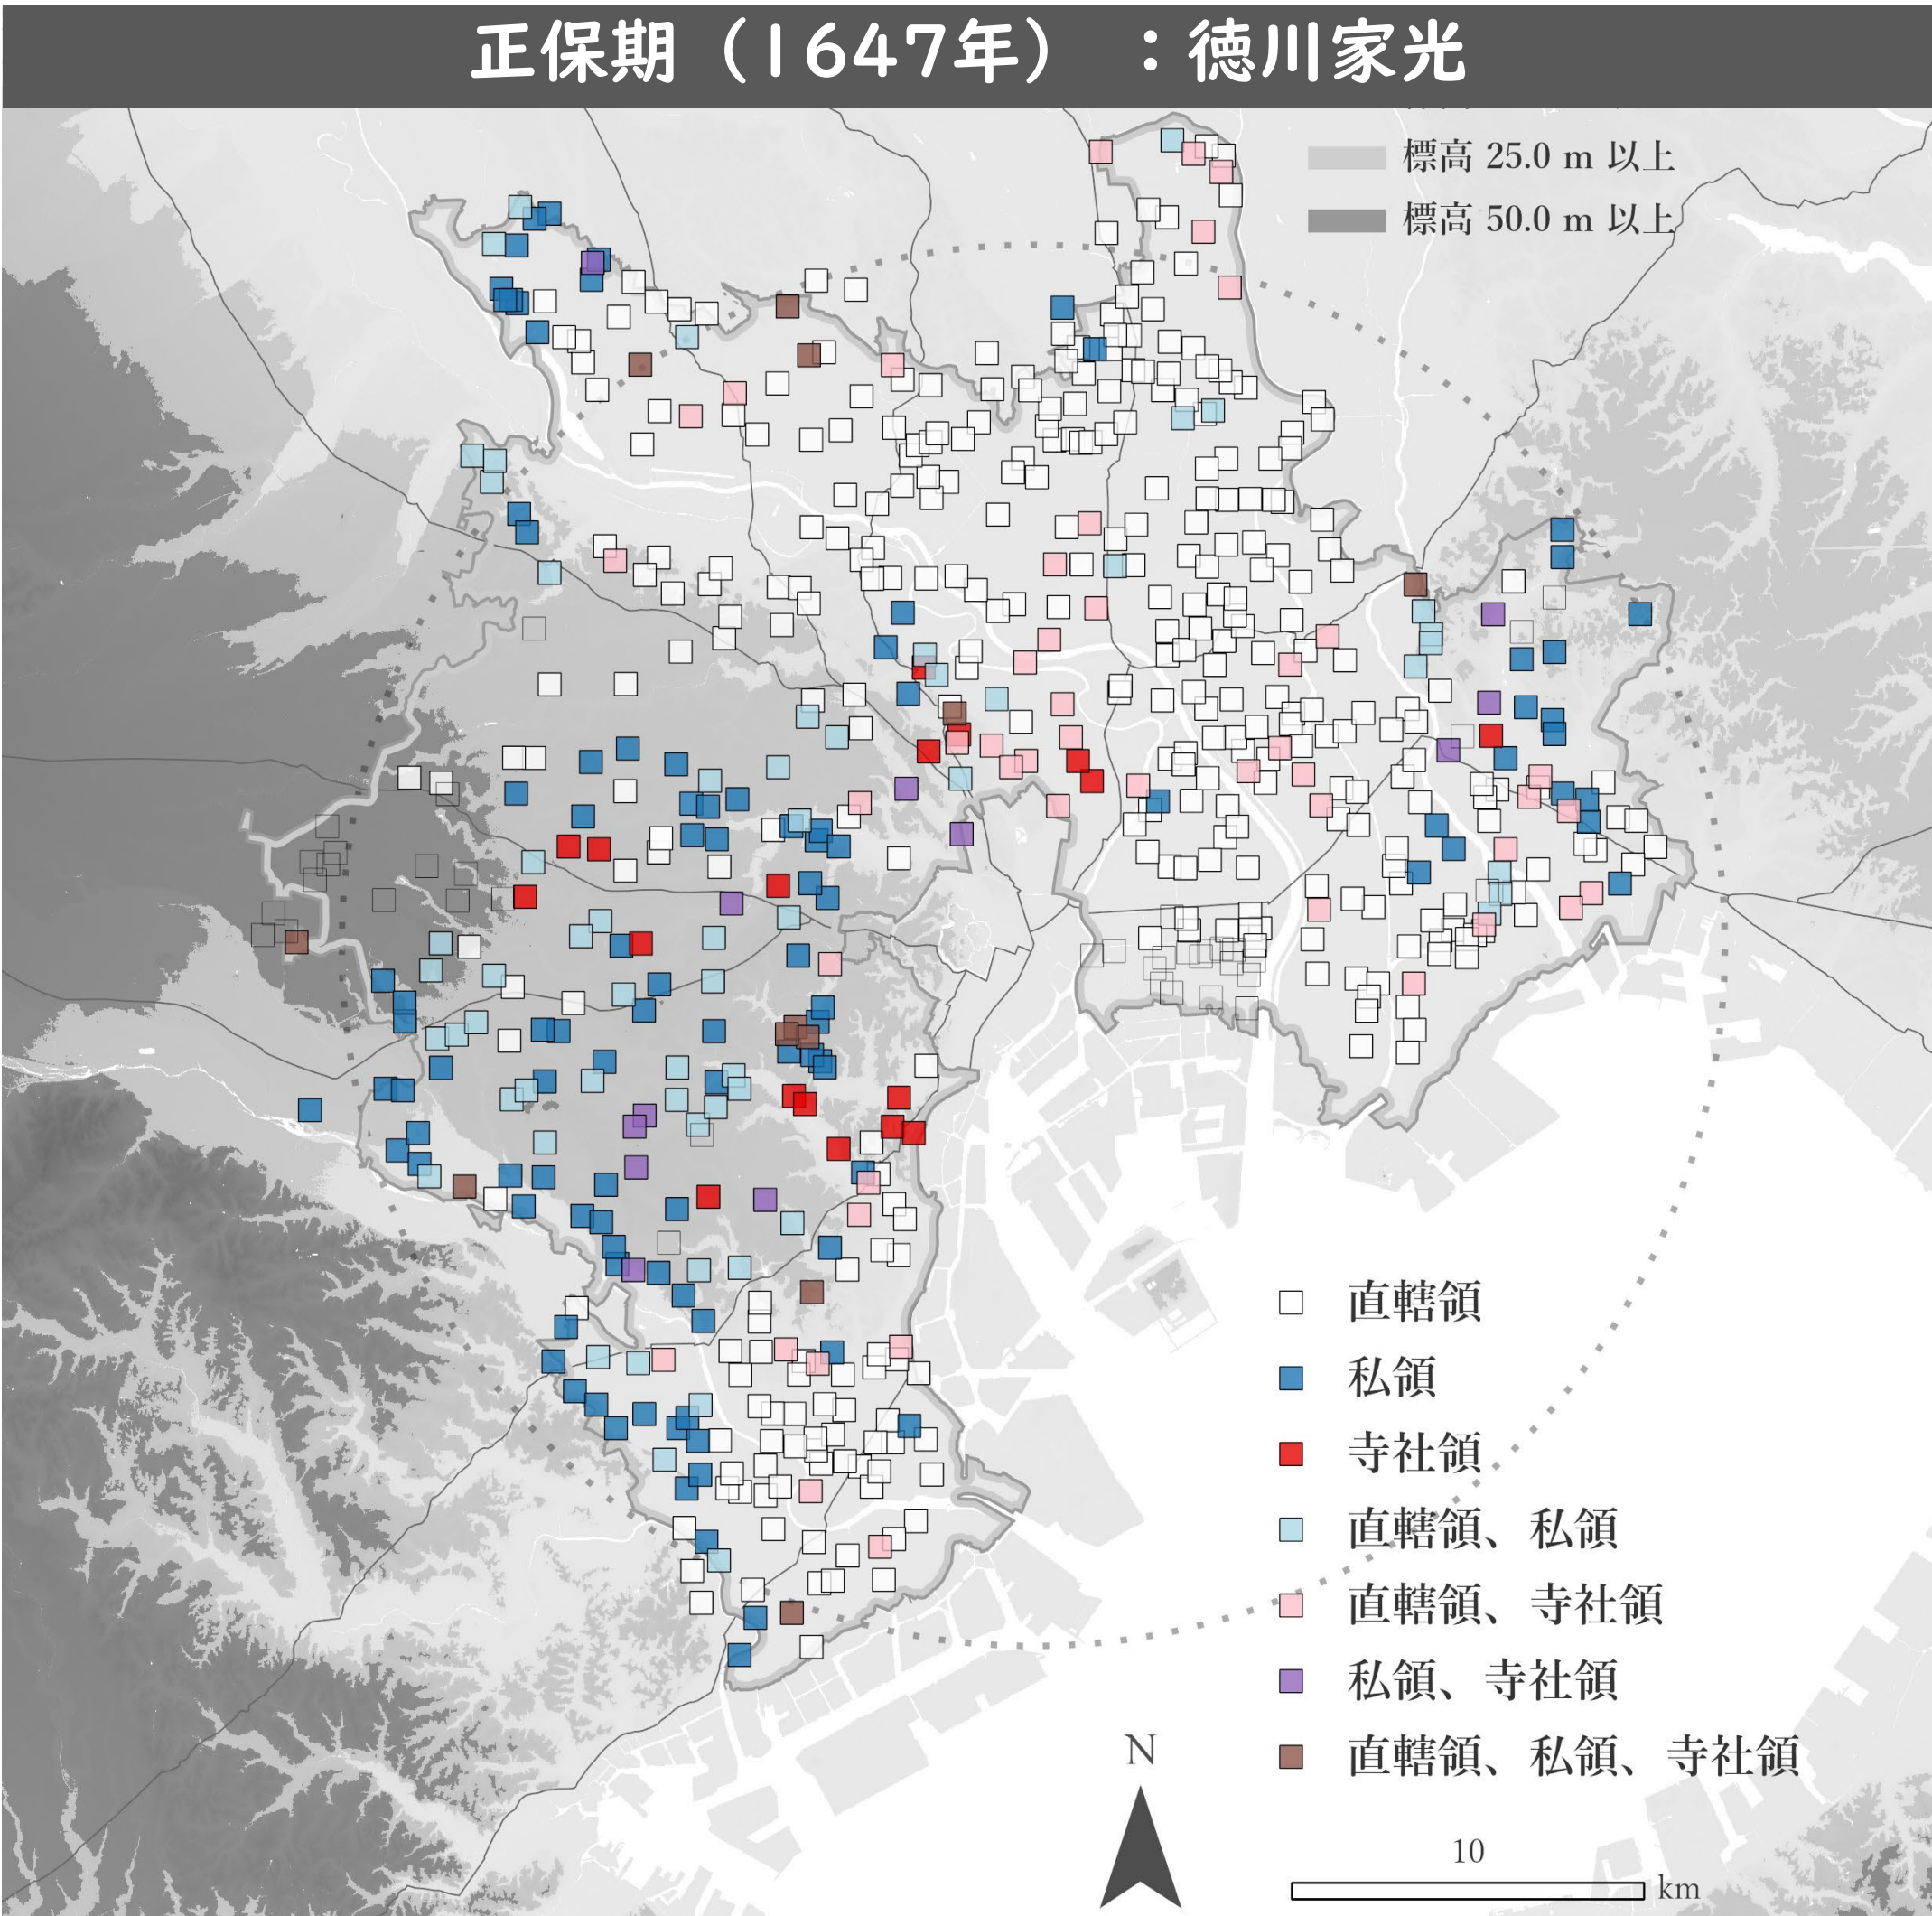 正保期（1647年）：徳川家光
標高 25.0 m 以上
標高 50.0 m 以上
直轄領
私領
寺社領
直轄領、私領
直轄領、寺社領
私領、寺社領
直轄領、私領、寺社領
N
10
km